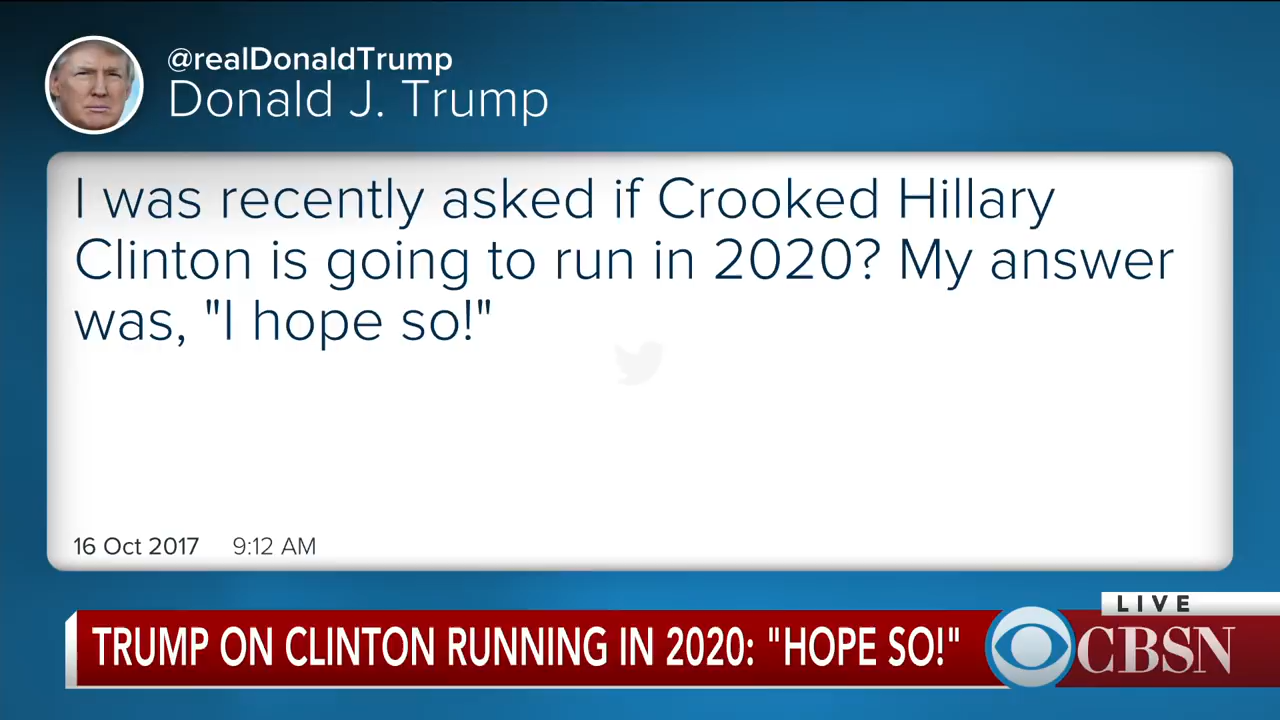 @realDonaldTrump
Donald J. Trump
I was recently asked if Crooked Hillary
Clinton is going to run in 2020? My answer
was, "I hope so!"
16 Oct 2017 9:12 AM
LIVE
TRUMP ON CLINTON RUNNING IN 2020: "HOPE SO!"
CBSN